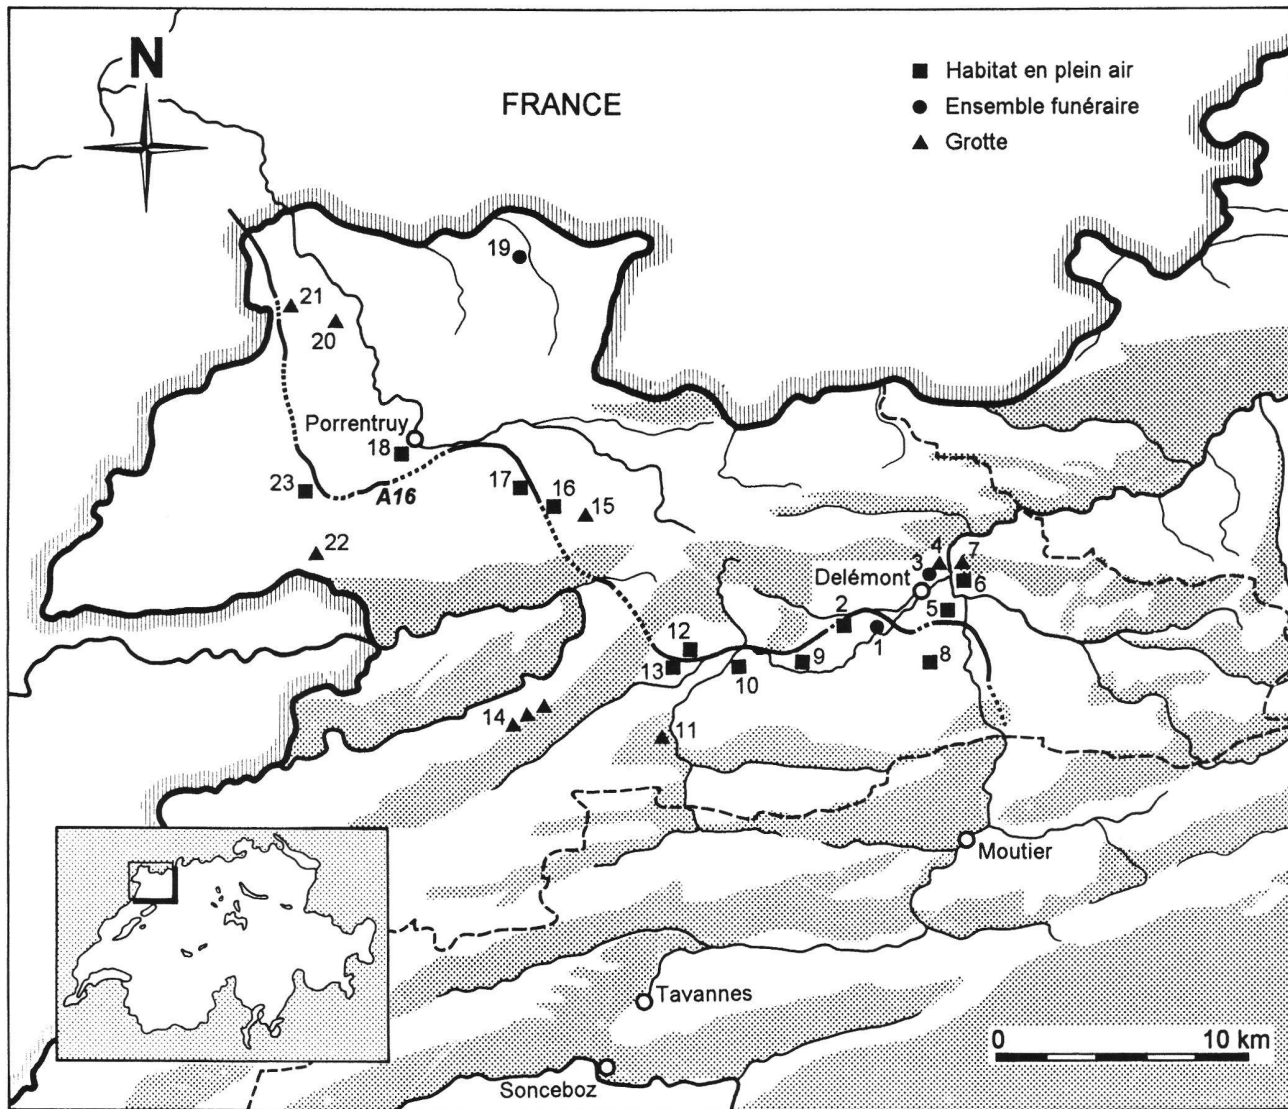 N
FRANCE
Habitat en plein air
Ensemble funéraire
Grotte
19
21
20
Porrentruy
18
23
A16
17
16
15
22
4
7
3
Delémont
6
2
5
12
1
13
9
8
10
14
11
Moutier
Tavannes
0 10 km
Sonceboz